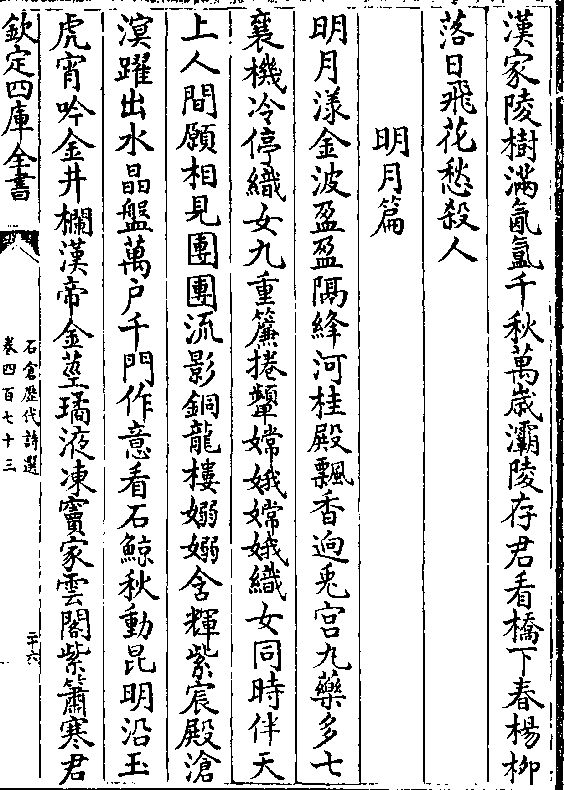 漢家陵樹滿氤氳千秋萬歲灞陵存君看橋下春楊柳
落日飛花愁殺人
明月篇
明月漾金波盈盈隔絳河桂殿飄香逈兎宫九藥多七
襄機冷停織女九重簾捲顰嫦娥嫦娥織女同時伴天
上人間願相見團團流影銅龍樓嫋嫋含輝紫宸殿滄
溟躍出水晶盤萬户千門作意看石鯨秋動昆明沿玉
虎宵吟金井欄漢帝金莖璚液凍竇家雲閣紫簫寒君
欽定四庫全書
石倉歷代詩選
卷四百七十三
二十六